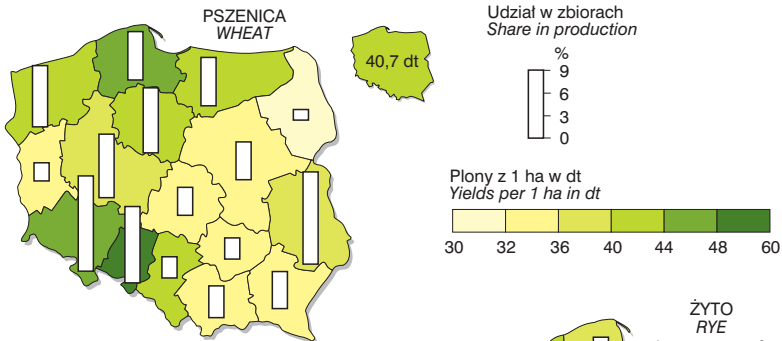 PSZENICA
WHEAT
40,7 dt
Udział w zbiorach
Share in production
%
9
6
3
0
Plony z 1 ha w dt
Yields per 1 ha in dt
30 32 36 40 44 48 60
ŻYTO
RYE